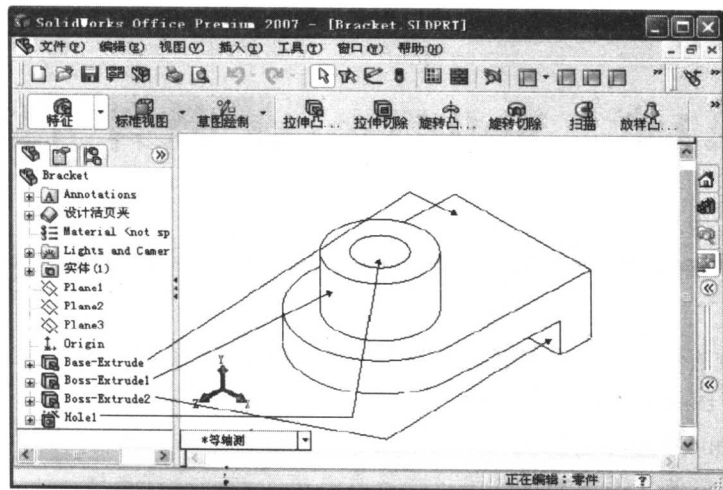 SolidWorks Office Premium 2007 - [Bracket.SLDPRT]
文件(F) 编辑(E) 视图(V) 插入(I) 工具(T) 窗口(W) 帮助(H)
特征 标准视图 草图绘制 拉伸凸... 拉伸切除 旋转凸... 旋转切除 扫描 放样凸...
Bracket
Annotations
设计活页夹
Material <not sp
Lights and Camer
实体(1)
Plane1
Plane2
Plane3
Origin
Base-Extrude
Boss-Extrude1
Boss-Extrude2
Hole1
Y
Z
*等轴测
正在编辑：零件
?